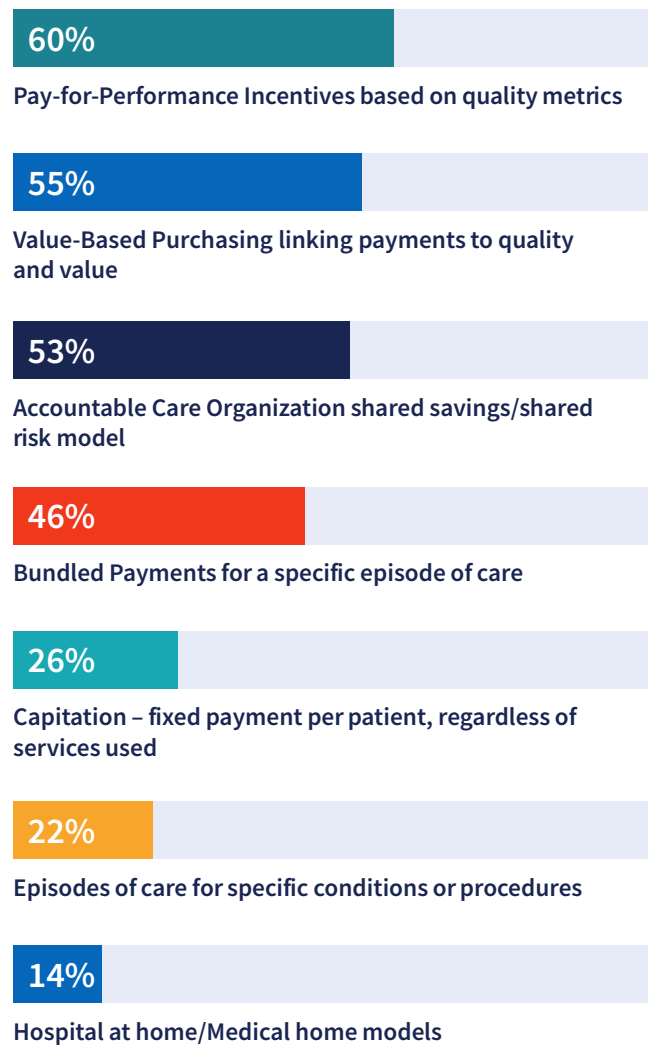 60%
Pay-for-Performance Incentives based on quality metrics
55%
Value-Based Purchasing linking payments to quality
and value
53%
Accountable Care Organization shared savings/shared
risk model
46%
Bundled Payments for a specific episode of care
26%
Capitation – fixed payment per patient, regardless of
services used
22%
Episodes of care for specific conditions or procedures
14%
Hospital at home/Medical home models